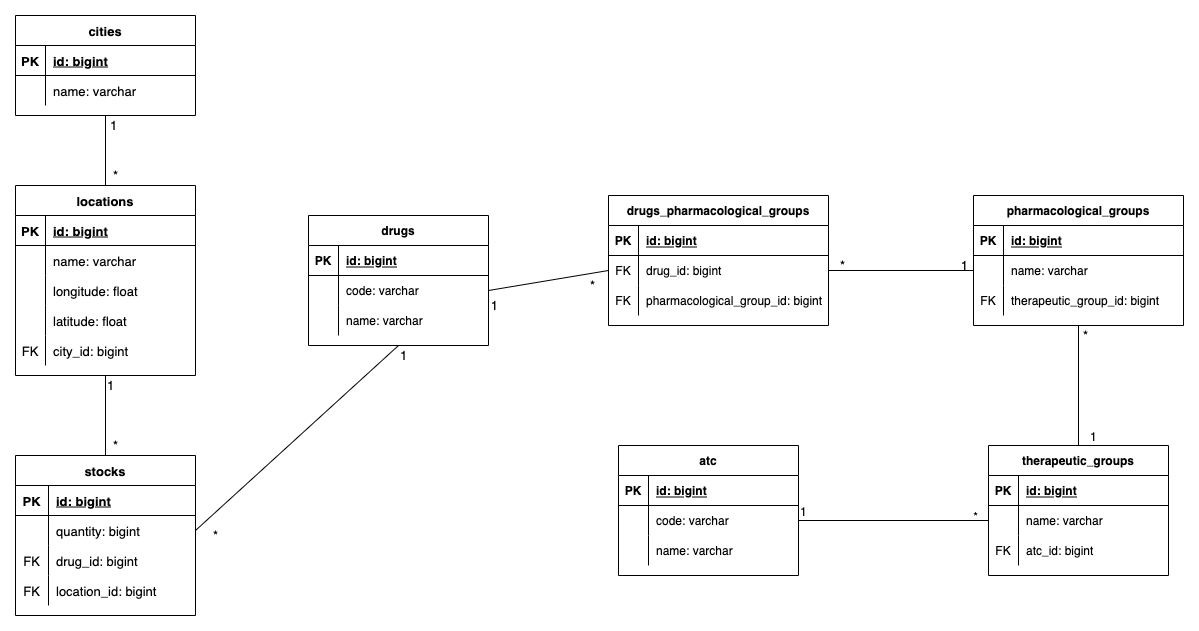 cities
PK id: bigint
name: varchar
1
*
locations
PK id: bigint
name: varchar
longitude: float
latitude: float
FK city_id: bigint
1
*
stocks
PK id: bigint
quantity: bigint
FK drug_id: bigint
FK location_id: bigint
*
drugs
PK id: bigint
code: varchar
name: varchar
1
1
*
drugs_pharmacological_groups
PK id: bigint
FK drug_id: bigint
FK pharmacological_group_id: bigint
*
1
pharmacological_groups
PK id: bigint
name: varchar
FK therapeutic_group_id: bigint
*
1
atc
PK id: bigint
code: varchar
name: varchar
1
*
therapeutic_groups
PK id: bigint
name: varchar
FK atc_id: bigint